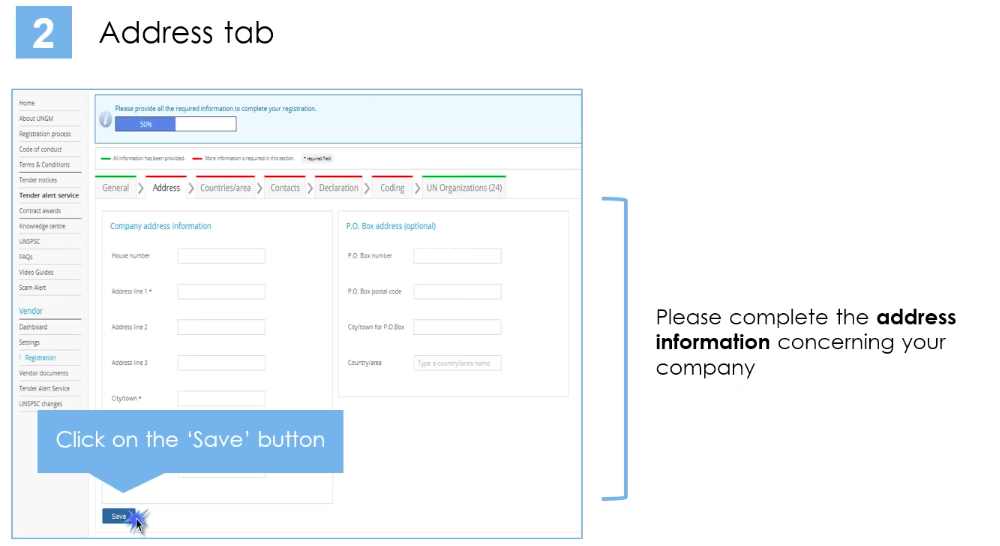 2 Address tab
Home
About UNGM
Registration process
Code of conduct
Terms & Conditions
Tender notices
Tender alert service
Contract awards
Knowledge centre
UNSPSC
FAQs
Video Guides
Scam Alert
Vendor
Dashboard
Settings
› Registration
Vendor documents
Tender Alert Service
UNSPSC changes
Please provide all the required information to complete your registration.
50%
All information has been provided. More information is required in this section. * required field
General Address Countries/area Contacts Declaration Coding UN Organizations (24)
Company address information
House number
Address line 1 *
Address line 2
Address line 3
City/town *
P.O. Box address (optional)
P.O. Box number
P.O. Box postal code
City/town for P.O.Box
Country/area Type a country/area name
Click on the ‘Save’ button
Save
Please complete the address
information concerning your
company